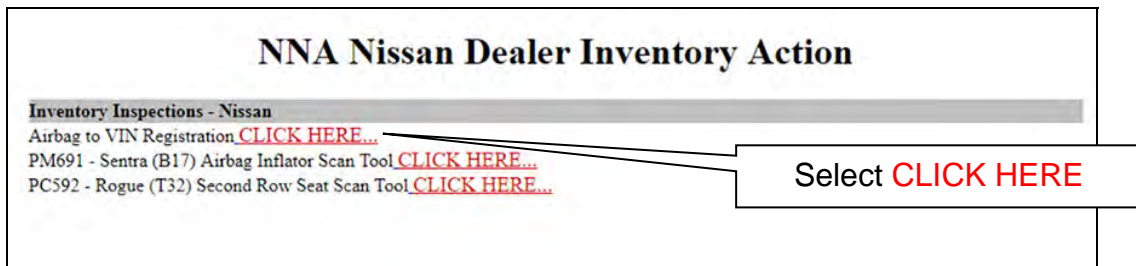 NNA Nissan Dealer Inventory Action
Inventory Inspections - Nissan
Airbag to VIN Registration CLICK HERE...
PM691 - Sentra (B17) Airbag Inflator Scan Tool CLICK HERE...
PC592 - Rogue (T32) Second Row Seat Scan Tool CLICK HERE...
Select CLICK HERE